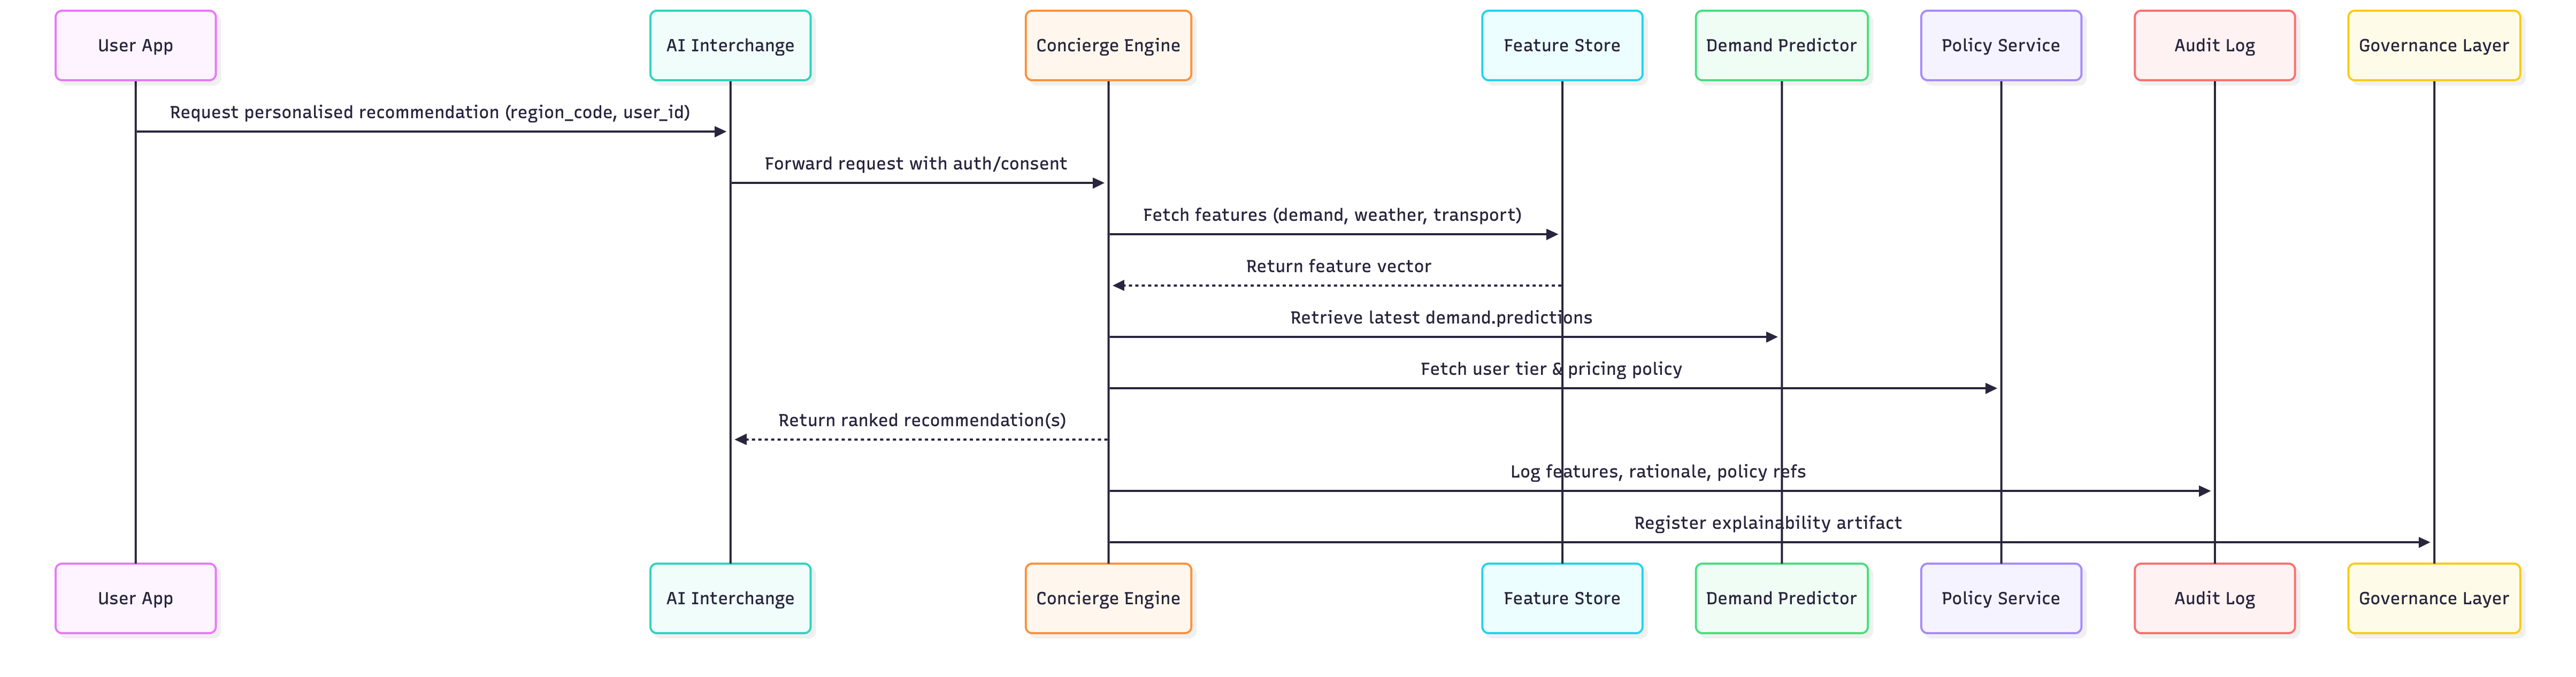 User App
AI Interchange
Concierge Engine
Feature Store
Demand Predictor
Policy Service
Audit Log
Governance Layer
Request personalised recommendation (region_code, user_id)
Forward request with auth/consent
Fetch features (demand, weather, transport)
Return feature vector
Retrieve latest demand.predictions
Fetch user tier & pricing policy
Return ranked recommendation(s)
Log features, rationale, policy refs
Register explainability artifact
User App
AI Interchange
Concierge Engine
Feature Store
Demand Predictor
Policy Service
Audit Log
Governance Layer